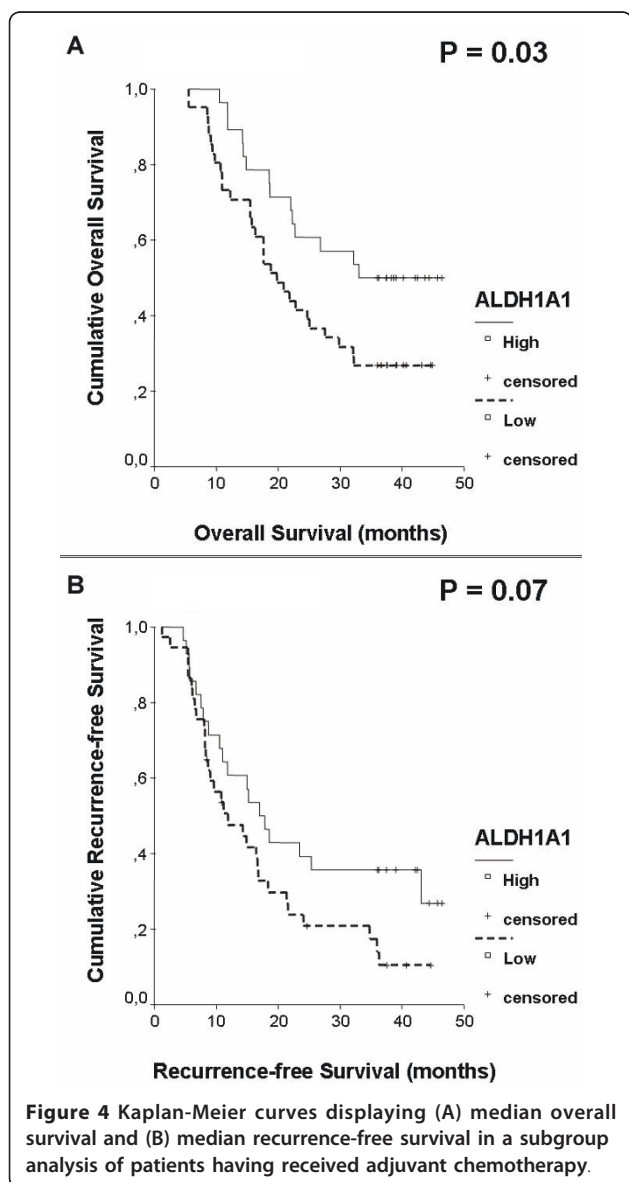 A
P = 0.03
Cumulative Overall Survival
1,0
,8
,6
,4
,2
0,0
0
10
20
30
40
50
Overall Survival (months)
ALDH1A1
High
+ censored
Low
+ censored
B
P = 0.07
Cumulative Recurrence-free Survival
1,0
,8
,6
,4
,2
0,0
0
10
20
30
40
50
Recurrence-free Survival (months)
ALDH1A1
High
+ censored
Low
+ censored
Figure 4 Kaplan-Meier curves displaying (A) median overall
survival and (B) median recurrence-free survival in a subgroup
analysis of patients having received adjuvant chemotherapy.